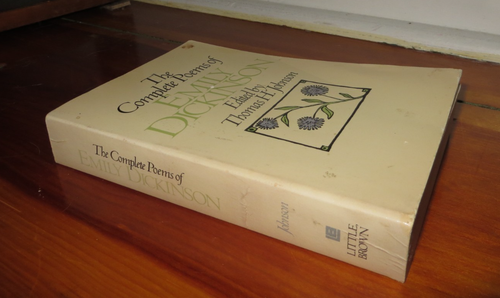 The
Complete Poems of
EMILY
DICKINSON
Edited by
Thomas H. Johnson
The Complete Poems of
EMILY DICKINSON
Johnson
LITTLE
BROWN